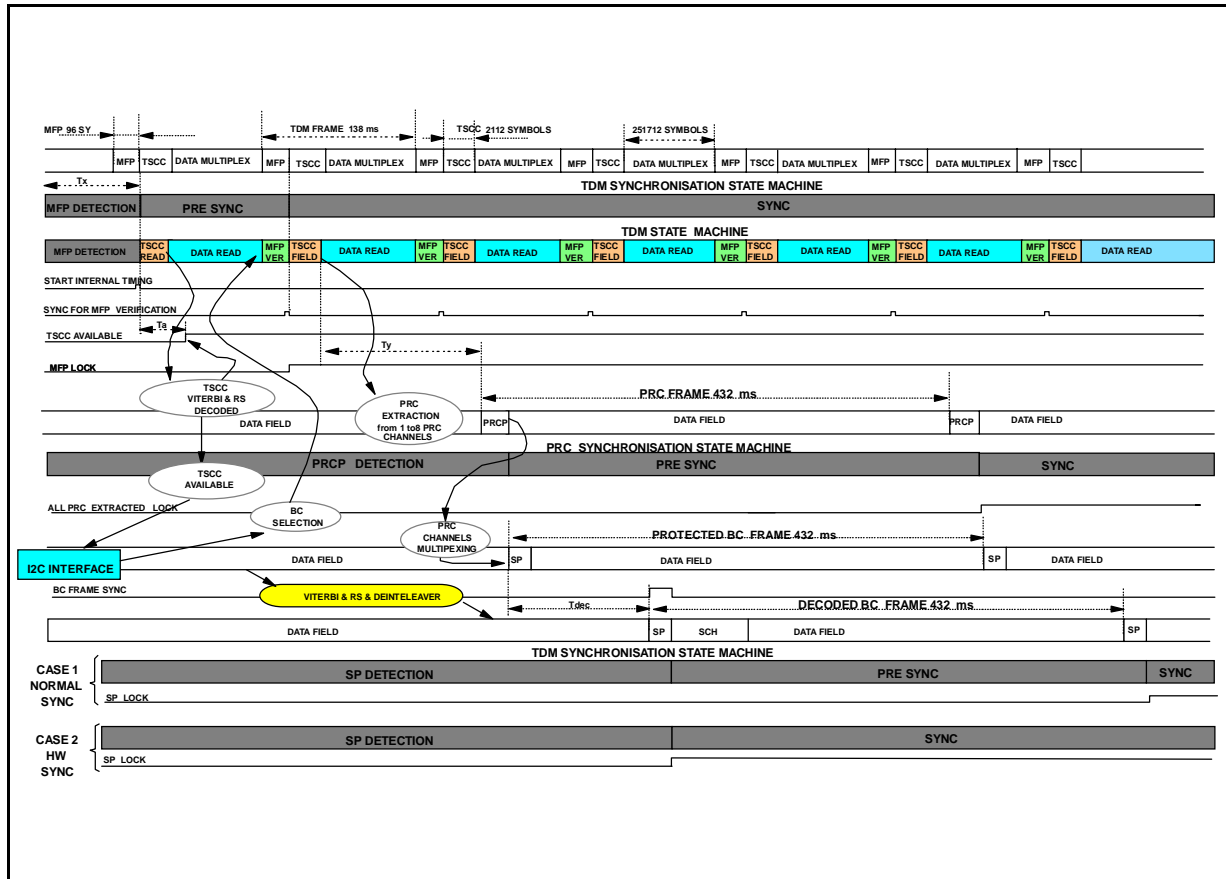 MFP 96 SY
TDM FRAME 138 ms
TSCC 2112 SYMBOLS
251712 SYMBOLS
MFP TSCC DATA MULTIPLEX MFP TSCC DATA MULTIPLEX MFP TSCC DATA MULTIPLEX MFP TSCC DATA MULTIPLEX MFP TSCC DATA MULTIPLEX MFP TSCC DATA MULTIPLEX MFP TSCC
Tx
TDM SYNCHRONISATION STATE MACHINE
MFP DETECTION PRE SYNC SYNC
TDM STATE MACHINE
MFP DETECTION TSCC READ DATA READ MFP VER TSCC FIELD DATA READ MFP VER TSCC FIELD DATA READ MFP VER TSCC FIELD DATA READ MFP VER TSCC FIELD DATA READ MFP VER TSCC FIELD DATA READ MFP VER TSCC FIELD DATA READ
START INTERNAL TIMING
SYNC FOR MFP VERIFICATION
Ta
TSCC AVAILABLE
Ty
MFP LOCK
TSCC
VITERBI & RS
DECODED
PRC
EXTRACTION
from 1 to8 PRC
CHANNELS
PRC FRAME 432 ms
DATA FIELD PRCP DATA FIELD PRCP DATA FIELD
PRC SYNCHRONISATION STATE MACHINE
PRCP DETECTION PRE SYNC SYNC
TSCC
AVAILABLE
ALL PRC EXTRACTED LOCK
BC
SELECTION
PRC
CHANNELS
MULTIPEXING
PROTECTED BC FRAME 432 ms
I2C INTERFACE
DATA FIELD SP DATA FIELD SP DATA FIELD
BC FRAME SYNC
VITERBI & RS & DEINTELEAVER
Tdec
DECODED BC FRAME 432 ms
DATA FIELD SP SCH DATA FIELD SP
TDM SYNCHRONISATION STATE MACHINE
CASE 1
NORMAL
SYNC
SP DETECTION PRE SYNC SYNC
SP LOCK
CASE 2
HW
SYNC
SP DETECTION SYNC
SP LOCK